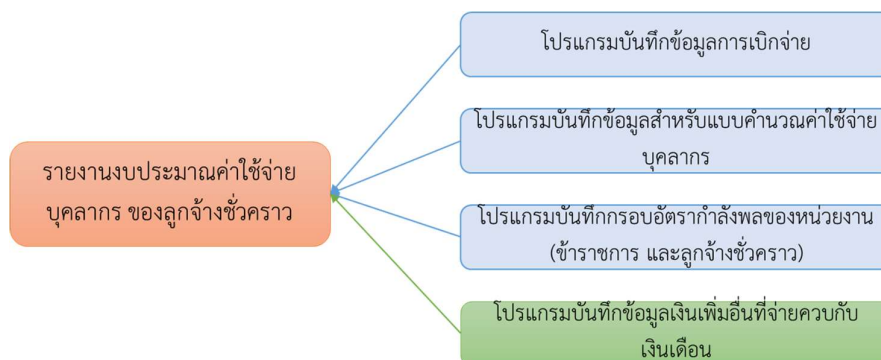 รายงานงบประมาณค่าใช้จ่าย
บุคลากร ของลูกจ้างชั่วคราว
โปรแกรมบันทึกข้อมูลการเบิกจ่าย
โปรแกรมบันทึกข้อมูลสำหรับแบบคำนวณค่าใช้จ่าย
บุคลากร
โปรแกรมบันทึกกรอบอัตรากำลังพลของหน่วยงาน
(ข้าราชการ และลูกจ้างชั่วคราว)
โปรแกรมบันทึกข้อมูลเงินเพิ่มอื่นที่จ่ายควบกับ
เงินเดือน